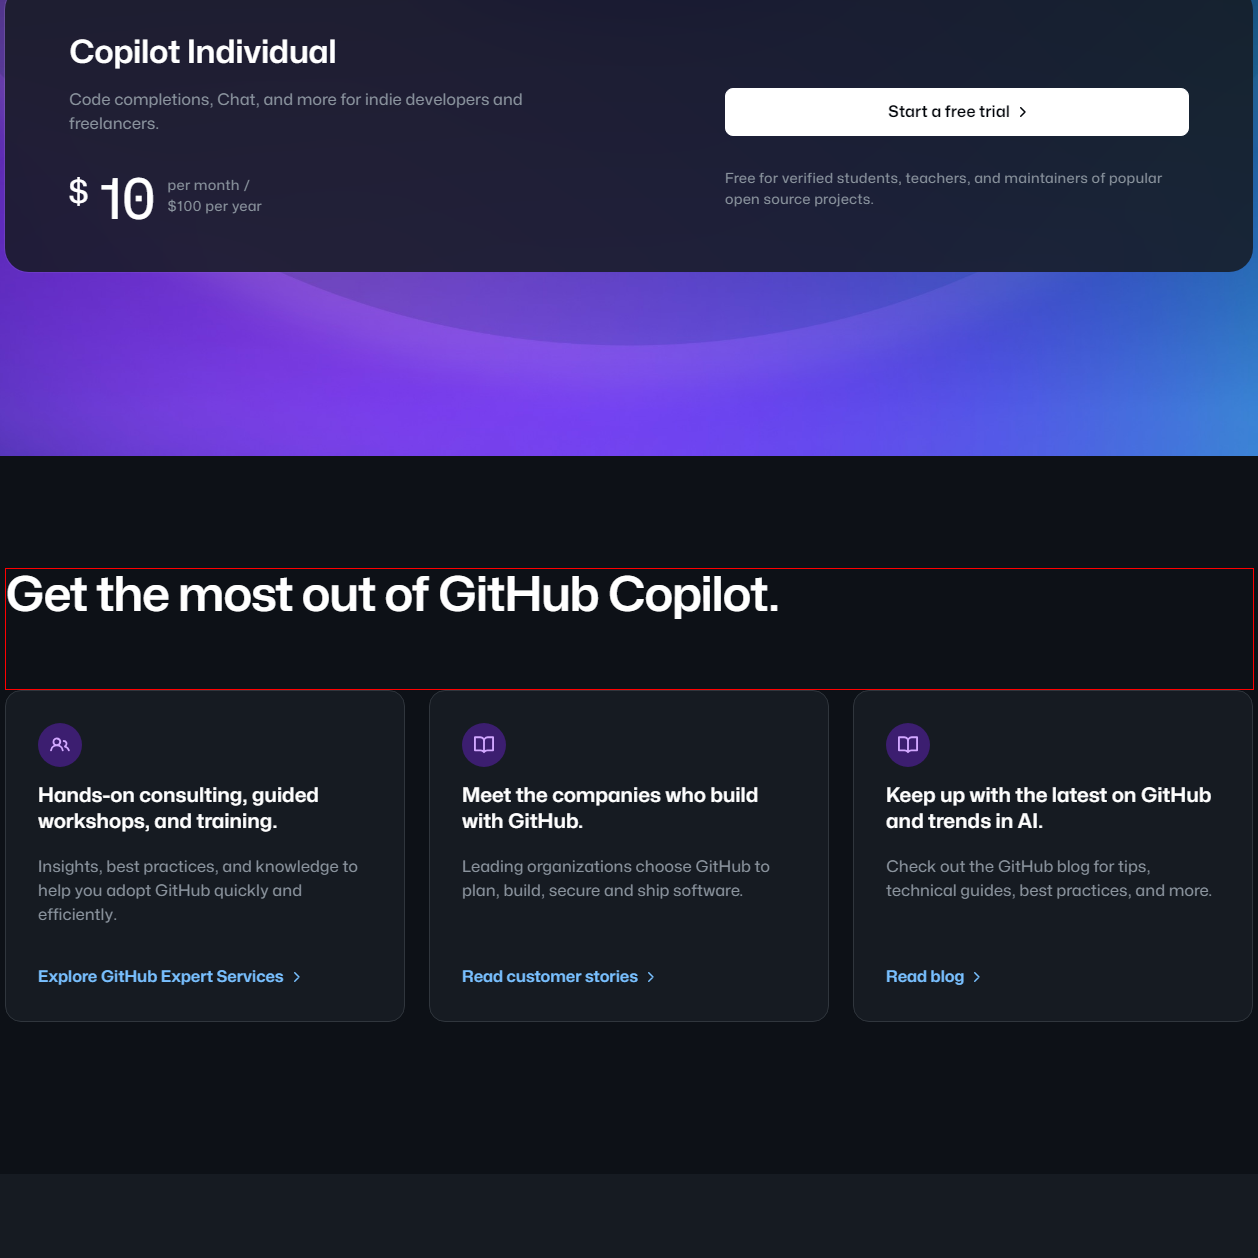 Copilot Individual
Code completions, Chat, and more for indie developers and
freelancers.
$ 10 per month /
$100 per year
Start a free trial
Free for verified students, teachers, and maintainers of popular
open source projects.
Get the most out of GitHub Copilot.
Hands-on consulting, guided
workshops, and training.
Insights, best practices, and knowledge to
help you adopt GitHub quickly and
efficiently.
Explore GitHub Expert Services
Meet the companies who build
with GitHub.
Leading organizations choose GitHub to
plan, build, secure and ship software.
Read customer stories
Keep up with the latest on GitHub
and trends in AI.
Check out the GitHub blog for tips,
technical guides, best practices, and more.
Read blog